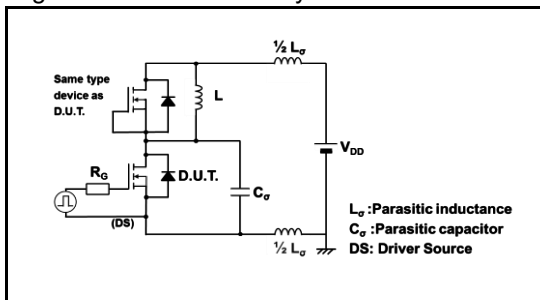 ½ Lσ
Same type
device as
D.U.T.
L
VDD
RG
D.U.T.
Cσ
(DS)
½ Lσ
Lσ :Parasitic inductance
Cσ :Parasitic capacitor
DS: Driver Source